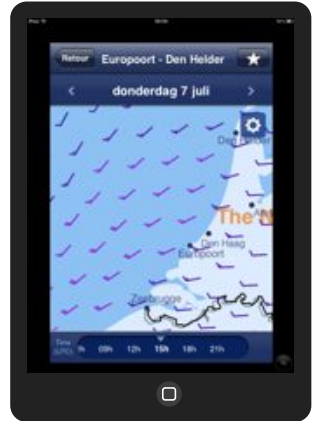 Retour Europoort - Den Helder
donderdag 7 juli
Den Helder
The N
Den Haag
Europoort
Zeebrugge
Time
(UTC)
09h 12h 15h 18h 21h